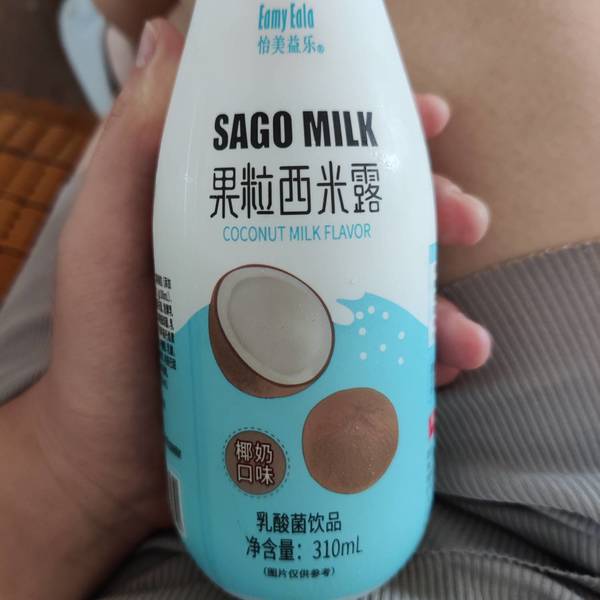 Eamy Eala
怡美益乐®
SAGO MILK
果粒西米露
COCONUT MILK FLAVOR
椰奶
口味
乳酸菌饮品
净含量：310mL
(图片仅供参考)